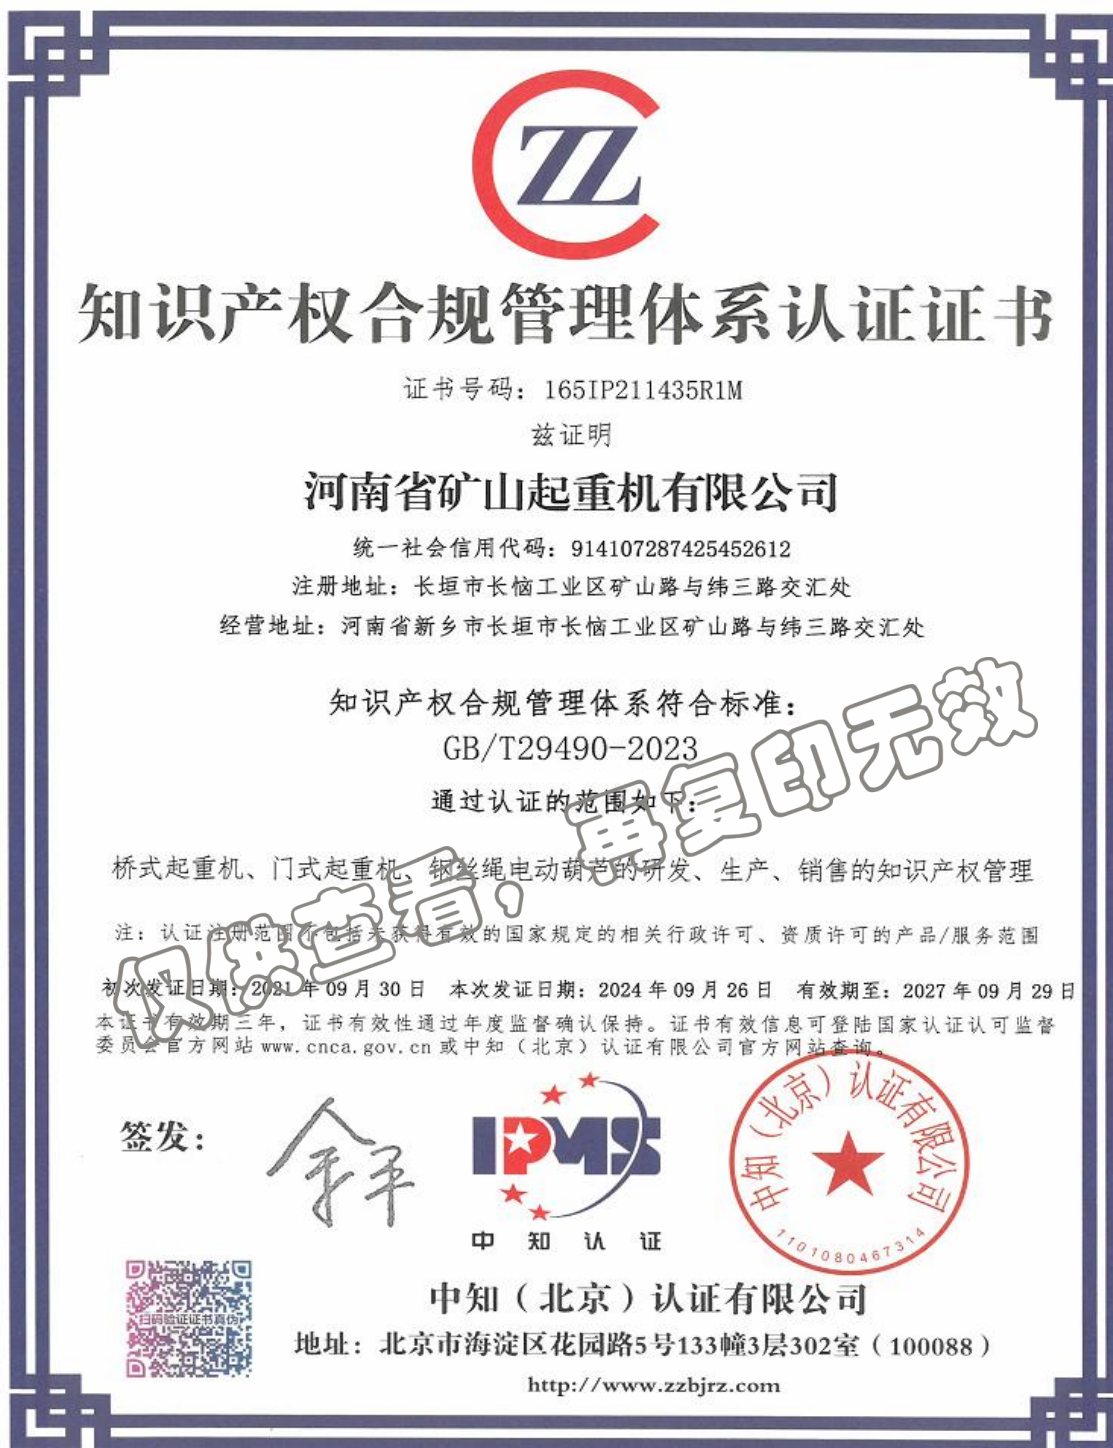 ZZ
知识产权合规管理体系认证证书
证书号码：165IP211435R1M
兹证明
河南省矿山起重机有限公司
统一社会信用代码：914107287425452612
注册地址：长垣市长恼工业区矿山路与纬三路交汇处
经营地址：河南省新乡市长垣市长恼工业区矿山路与纬三路交汇处
知识产权合规管理体系符合标准：
GB/T29490-2023
通过认证的范围如下：
桥式起重机、门式起重机、钢丝绳电动葫芦的研发、生产、销售的知识产权管理
注：认证注册范围不包括未获得有效的国家规定的相关行政许可、资质许可的产品/服务范围
仅供查看，再复印无效
初次发证日期：2021年09月30日 本次发证日期：2024年09月26日 有效期至：2027年09月29日
本证书有效期三年，证书有效性通过年度监督确认保持。证书有效信息可登陆国家认证认可监督
委员会官方网站www.cnca.gov.cn或中知（北京）认证有限公司官方网站查询。
签发：
IPMS
中知认证
中知（北京）认证有限公司
1101080467314
扫码验证证书真伪
中知（北京）认证有限公司
地址：北京市海淀区花园路5号133幢3层302室（100088）
http://www.zzbjrz.com